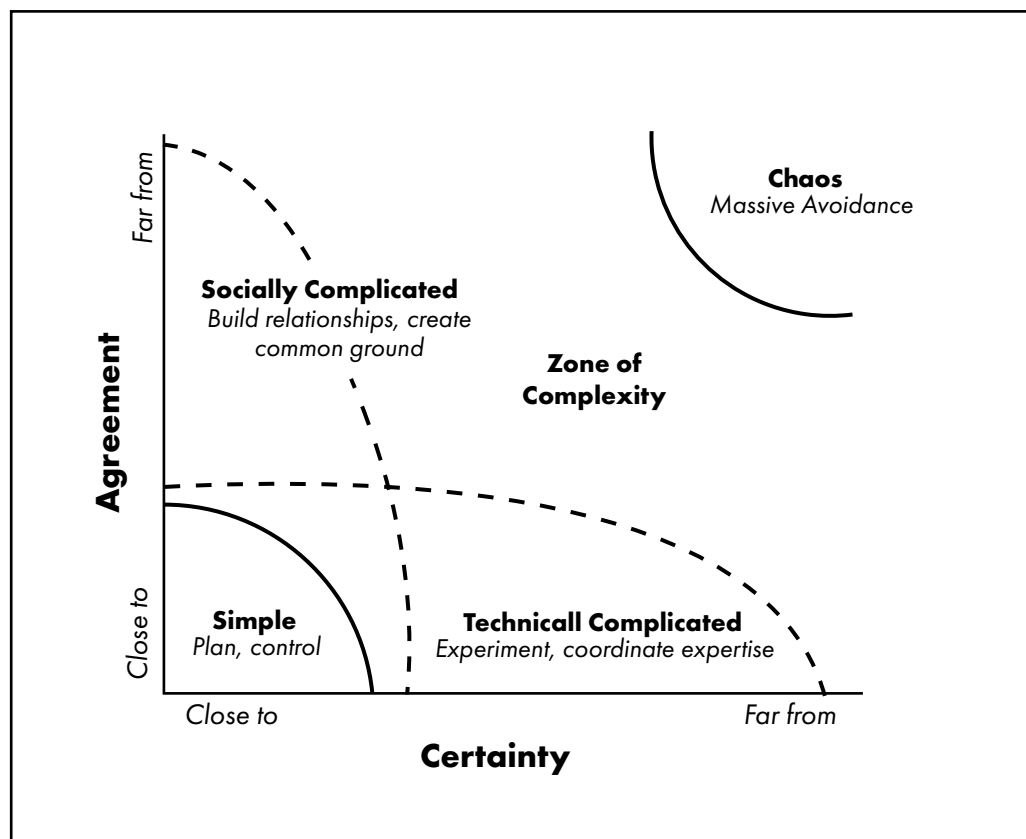 Far from
Chaos
Massive Avoidance
Socially Complicated
Build relationships, create
common ground
Zone of
Complexity
Agreement
Close to
Simple
Plan, control
Technicall Complicated
Experiment, coordinate expertise
Close to
Far from
Certainty